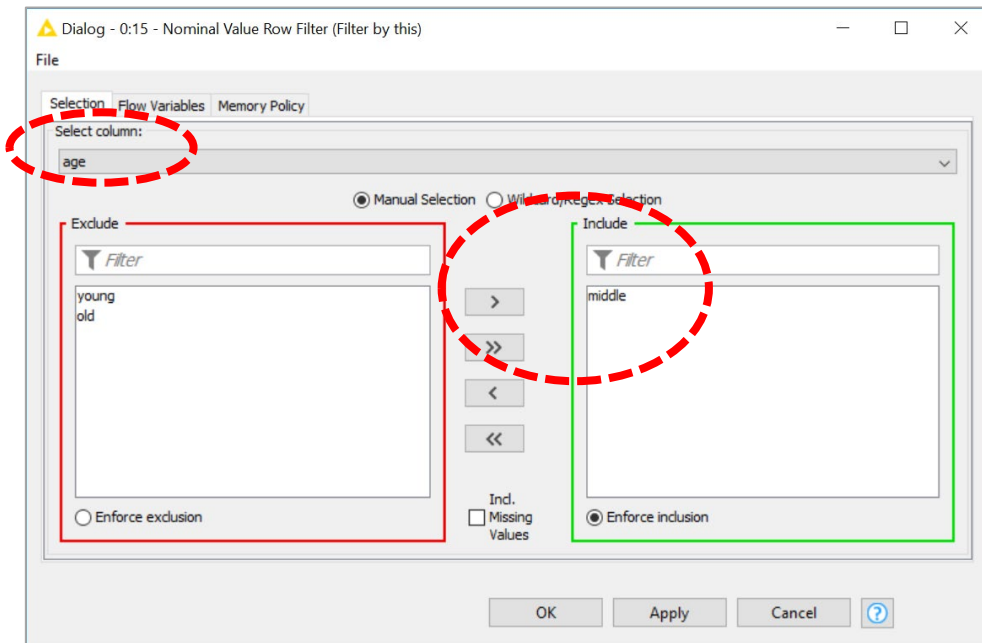 Dialog - 0:15 - Nominal Value Row Filter (Filter by this)
File
Selection Flow Variables Memory Policy
Select column:
age
Manual Selection Wildcard/Regex Selection
Exclude
Include
Filter
Filter
young
old
middle
>
>>
<
<<
Enforce exclusion
Incl.
Missing
Values
Enforce inclusion
OK Apply Cancel ?